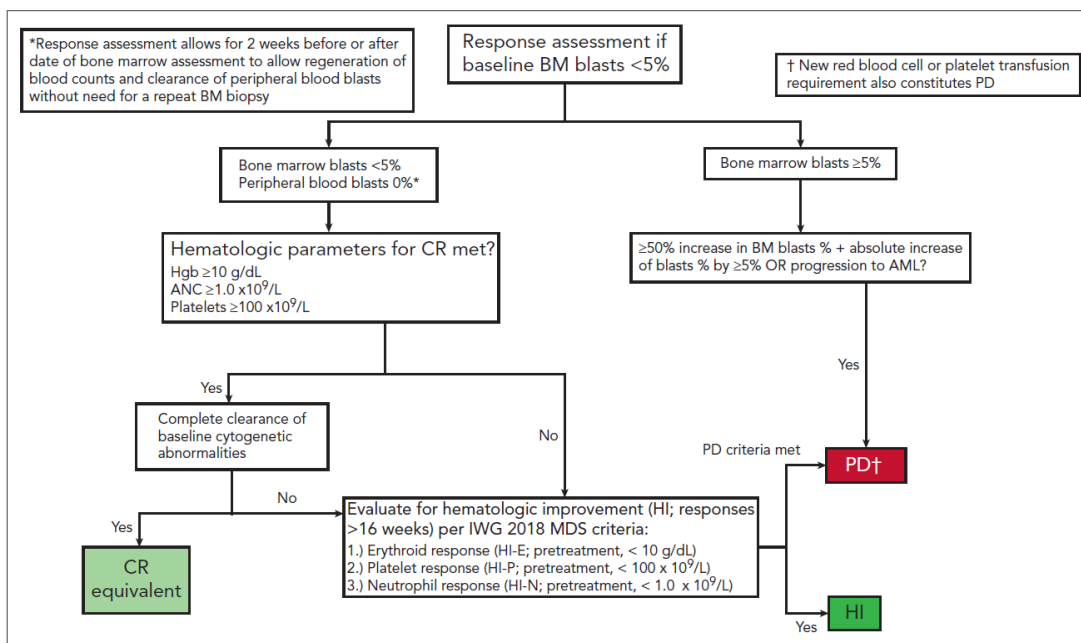 *Response assessment allows for 2 weeks before or after
date of bone marrow assessment to allow regeneration of
blood counts and clearance of peripheral blood blasts
without need for a repeat BM biopsy
Response assessment if
baseline BM blasts <5%
† New red blood cell or platelet transfusion
requirement also constitutes PD
Bone marrow blasts <5%
Peripheral blood blasts 0%*
Bone marrow blasts ≥5%
Hematologic parameters for CR met?
Hgb ≥10 g/dL
ANC ≥1.0 x10⁹/L
Platelets ≥100 x10⁹/L
≥50% increase in BM blasts % + absolute increase
of blasts % by ≥5% OR progression to AML?
Yes
Yes
Complete clearance of
baseline cytogenetic
abnormalities
No
PD criteria met
PD†
No
Yes
CR
equivalent
Evaluate for hematologic improvement (HI; responses
>16 weeks) per IWG 2018 MDS criteria:
1.) Erythroid response (HI-E; pretreatment, < 10 g/dL)
2.) Platelet response (HI-P; pretreatment, < 100 x 10⁹/L)
3.) Neutrophil response (HI-N; pretreatment, < 1.0 x 10⁹/L)
Yes
HI